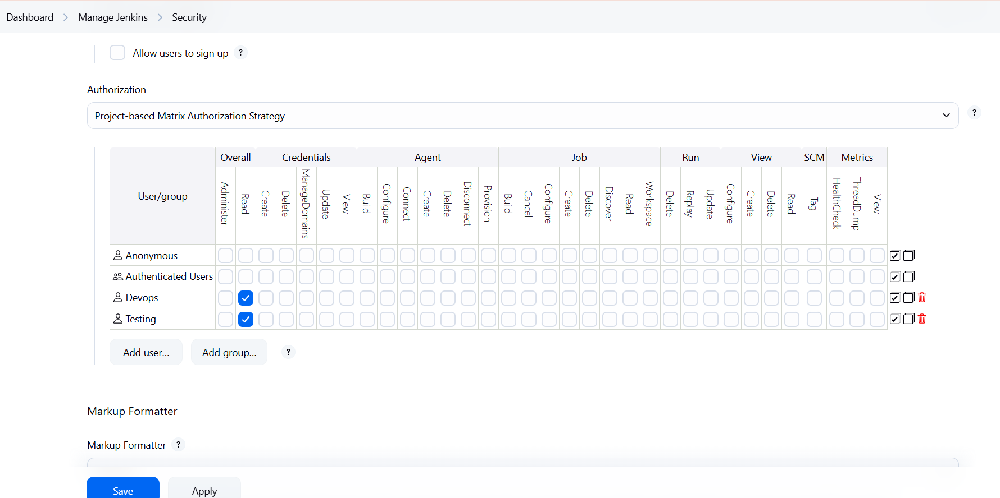 Dashboard > Manage Jenkins > Security
Allow users to sign up ?
Authorization
Project-based Matrix Authorization Strategy ?
User/group Overall Credentials Agent Job Run View SCM Metrics
Administer Read Create Delete ManageDomains Update View Build Configure Connect Create Delete Disconnect Provision Build Cancel Configure Create Delete Discover Read Workspace Delete Replay Update Configure Create Delete Read Tag HealthCheck ThreadDump View
Anonymous
Authenticated Users
Devops
Testing
Add user... Add group... ?
Markup Formatter
Markup Formatter ?
Save Apply